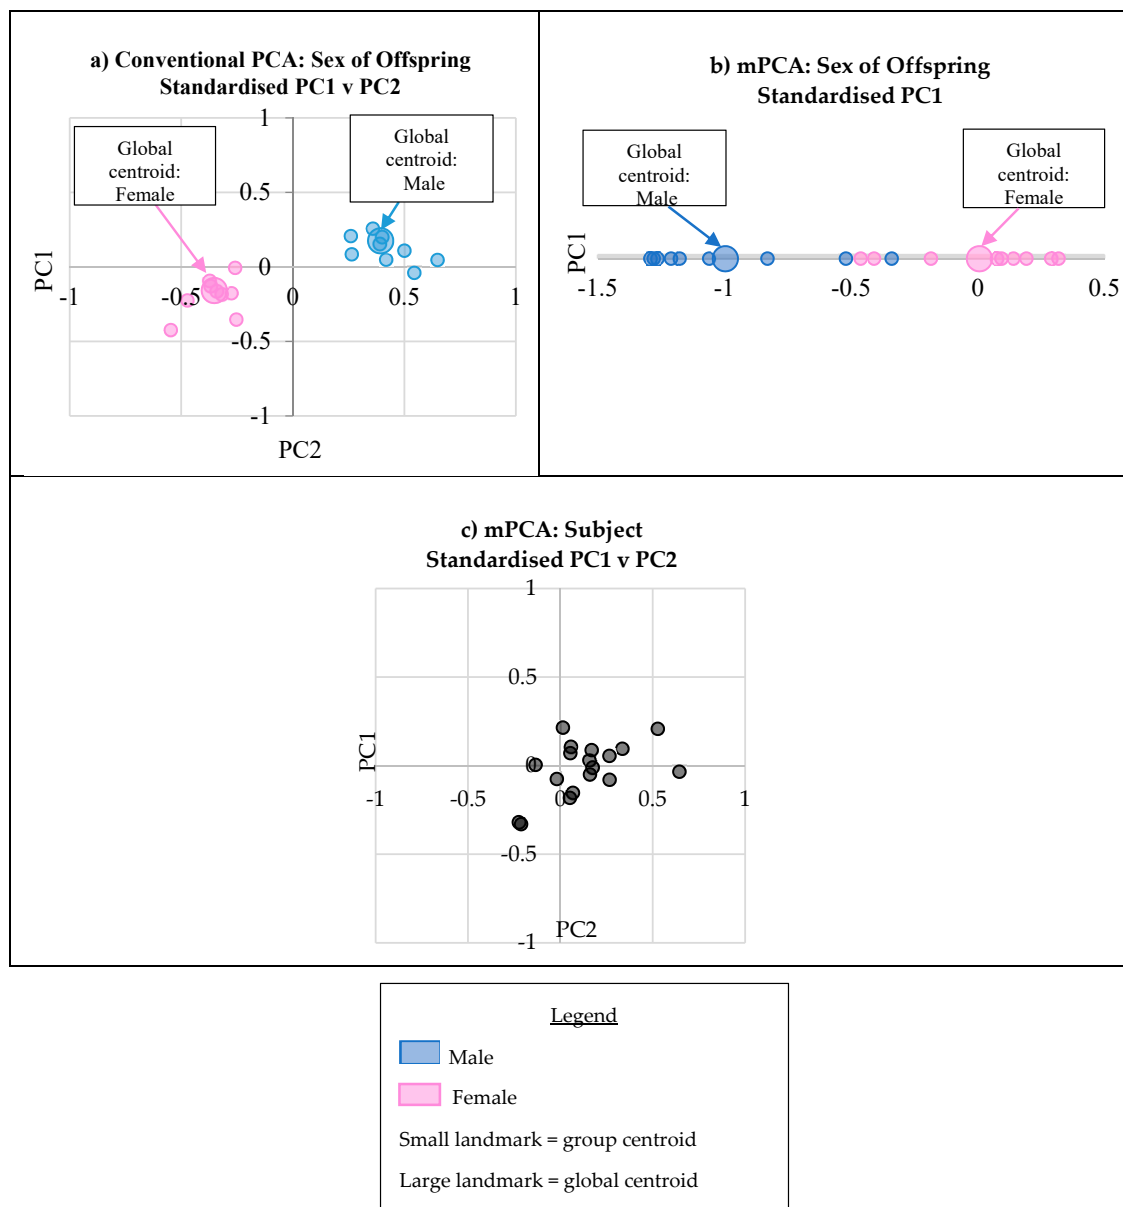 a) Conventional PCA: Sex of Offspring
Standardised PC1 v PC2
1
Global
centroid:
Female
Global
centroid:
Male
0.5
0
PC1
-1
-0.5
0
0.5
1
-0.5
-1
PC2
b) mPCA: Sex of Offspring
Standardised PC1
Global
centroid:
Male
Global
centroid:
Female
PC1
-1.5
-1
-0.5
0
0.5
c) mPCA: Subject
Standardised PC1 v PC2
1
0.5
PC1
0
-1
-0.5
0
0.5
1
-0.5
-1
PC2
Legend
Male
Female
Small landmark = group centroid
Large landmark = global centroid